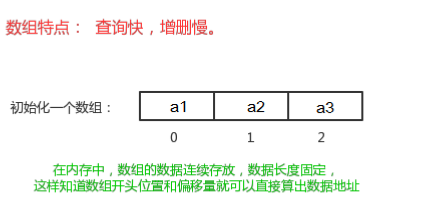 数组特点： 查询快，增删慢。
初始化一个数组： a1 a2 a3
0 1 2
在内存中，数组的数据连续存放，数据长度固定，
这样知道数组开头位置和偏移量就可以直接算出数据地址